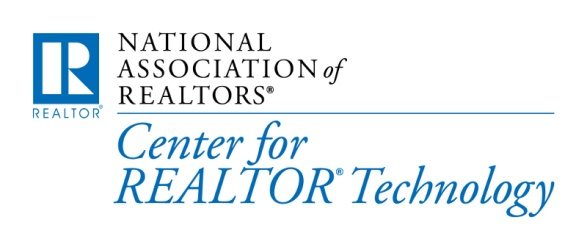 R
REALTOR®
NATIONAL
ASSOCIATION of
REALTORS®
Center for
REALTOR® Technology